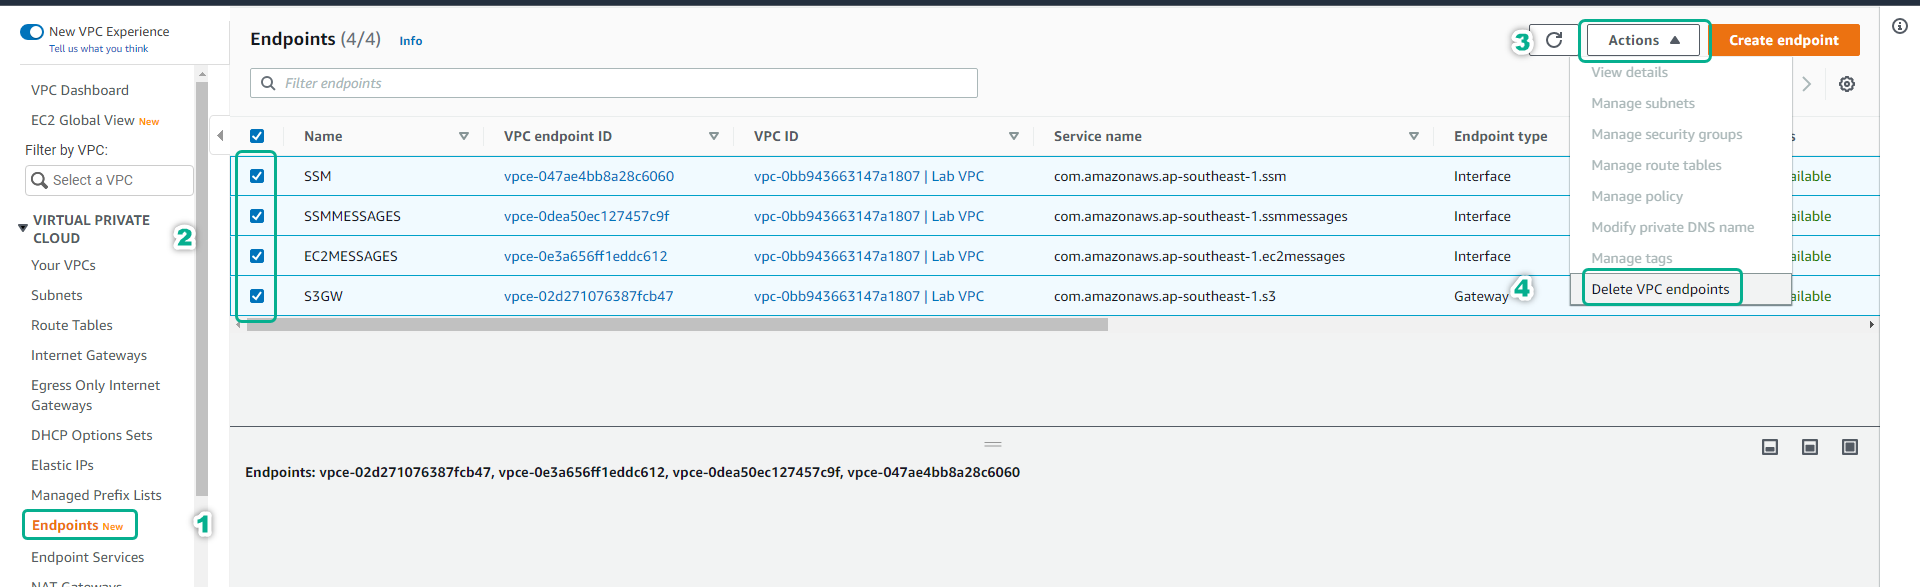 New VPC Experience
Tell us what you think
VPC Dashboard
EC2 Global View New
Filter by VPC:
Select a VPC
VIRTUAL PRIVATE
CLOUD
2
Your VPCs
Subnets
Route Tables
Internet Gateways
Egress Only Internet
Gateways
DHCP Options Sets
Elastic IPs
Managed Prefix Lists
Endpoints New
1
Endpoint Services
NAT Gateways
Endpoints (4/4) Info
3
Actions
Create endpoint
Filter endpoints
Name VPC endpoint ID VPC ID Service name Endpoint type
SSM vpce-047ae4bb8a28c6060 vpc-0bb943663147a1807 | Lab VPC com.amazonaws.ap-southeast-1.ssm Interface ailable
SSMMESSAGES vpce-0dea50ec127457c9f vpc-0bb943663147a1807 | Lab VPC com.amazonaws.ap-southeast-1.ssmmessages Interface ailable
EC2MESSAGES vpce-0e3a656ff1eddc612 vpc-0bb943663147a1807 | Lab VPC com.amazonaws.ap-southeast-1.ec2messages Interface ailable
S3GW vpce-02d271076387fcb47 vpc-0bb943663147a1807 | Lab VPC com.amazonaws.ap-southeast-1.s3 Gateway ailable
View details
Manage subnets
Manage security groups
Manage route tables
Manage policy
Modify private DNS name
Manage tags
4
Delete VPC endpoints
Endpoints: vpce-02d271076387fcb47, vpce-0e3a656ff1eddc612, vpce-0dea50ec127457c9f, vpce-047ae4bb8a28c6060